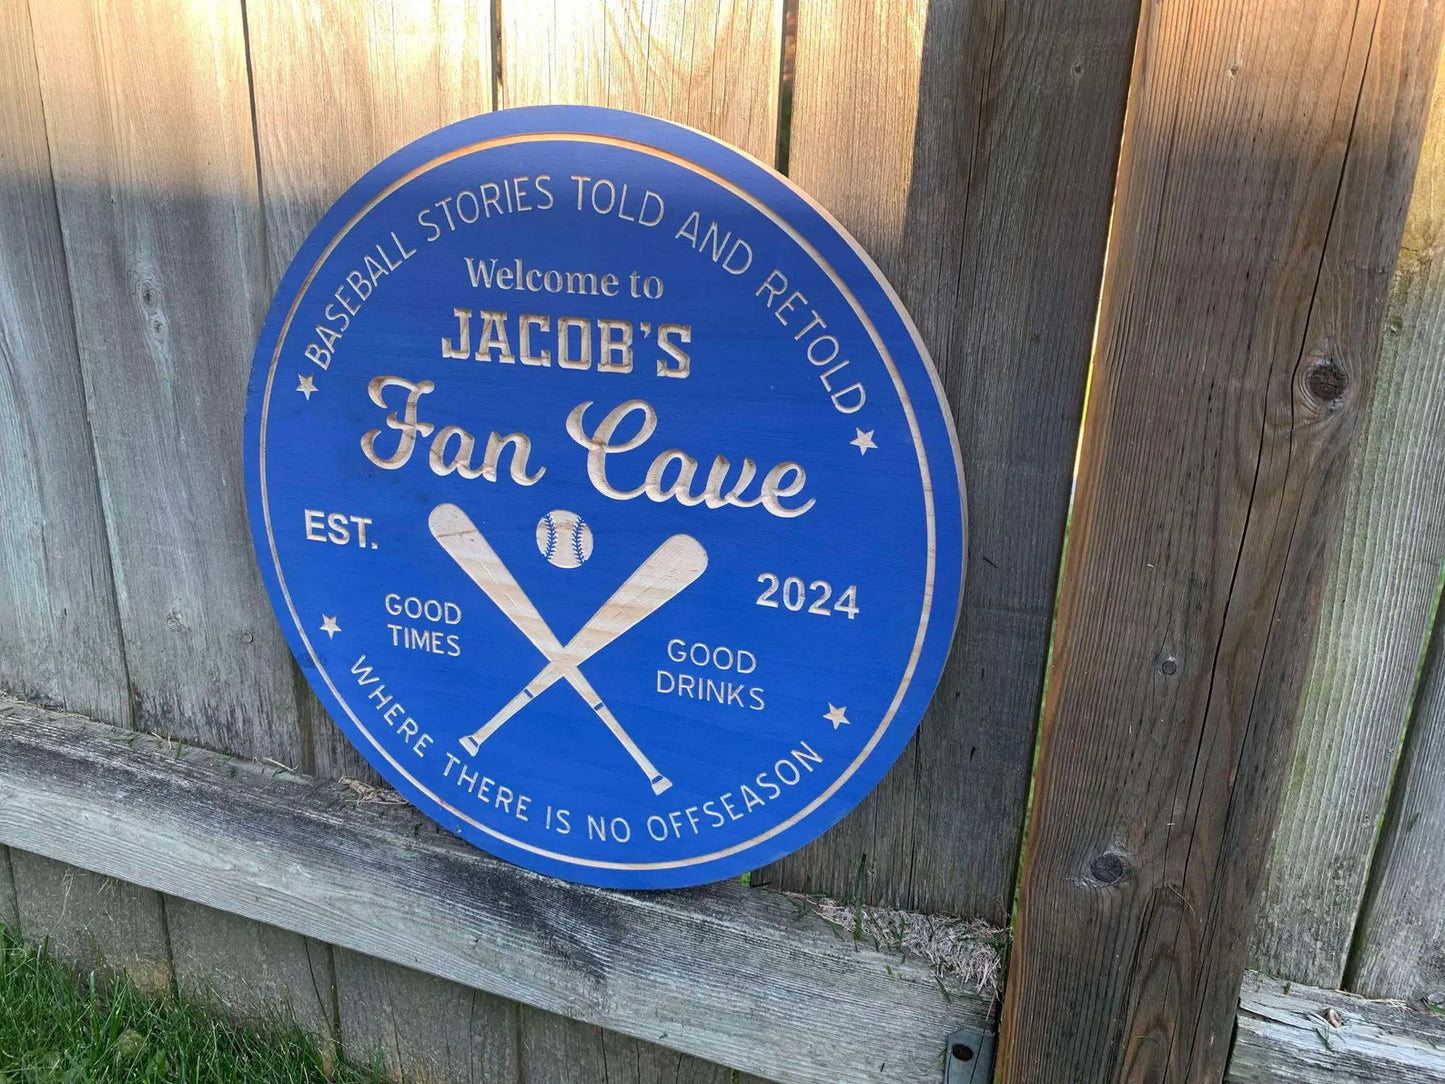 BASEBALL STORIES TOLD AND RETOLD
Welcome to
JACOB'S
Fan Cave
EST.
2024
GOOD
TIMES
GOOD
DRINKS
WHERE THERE IS NO OFFSEASON